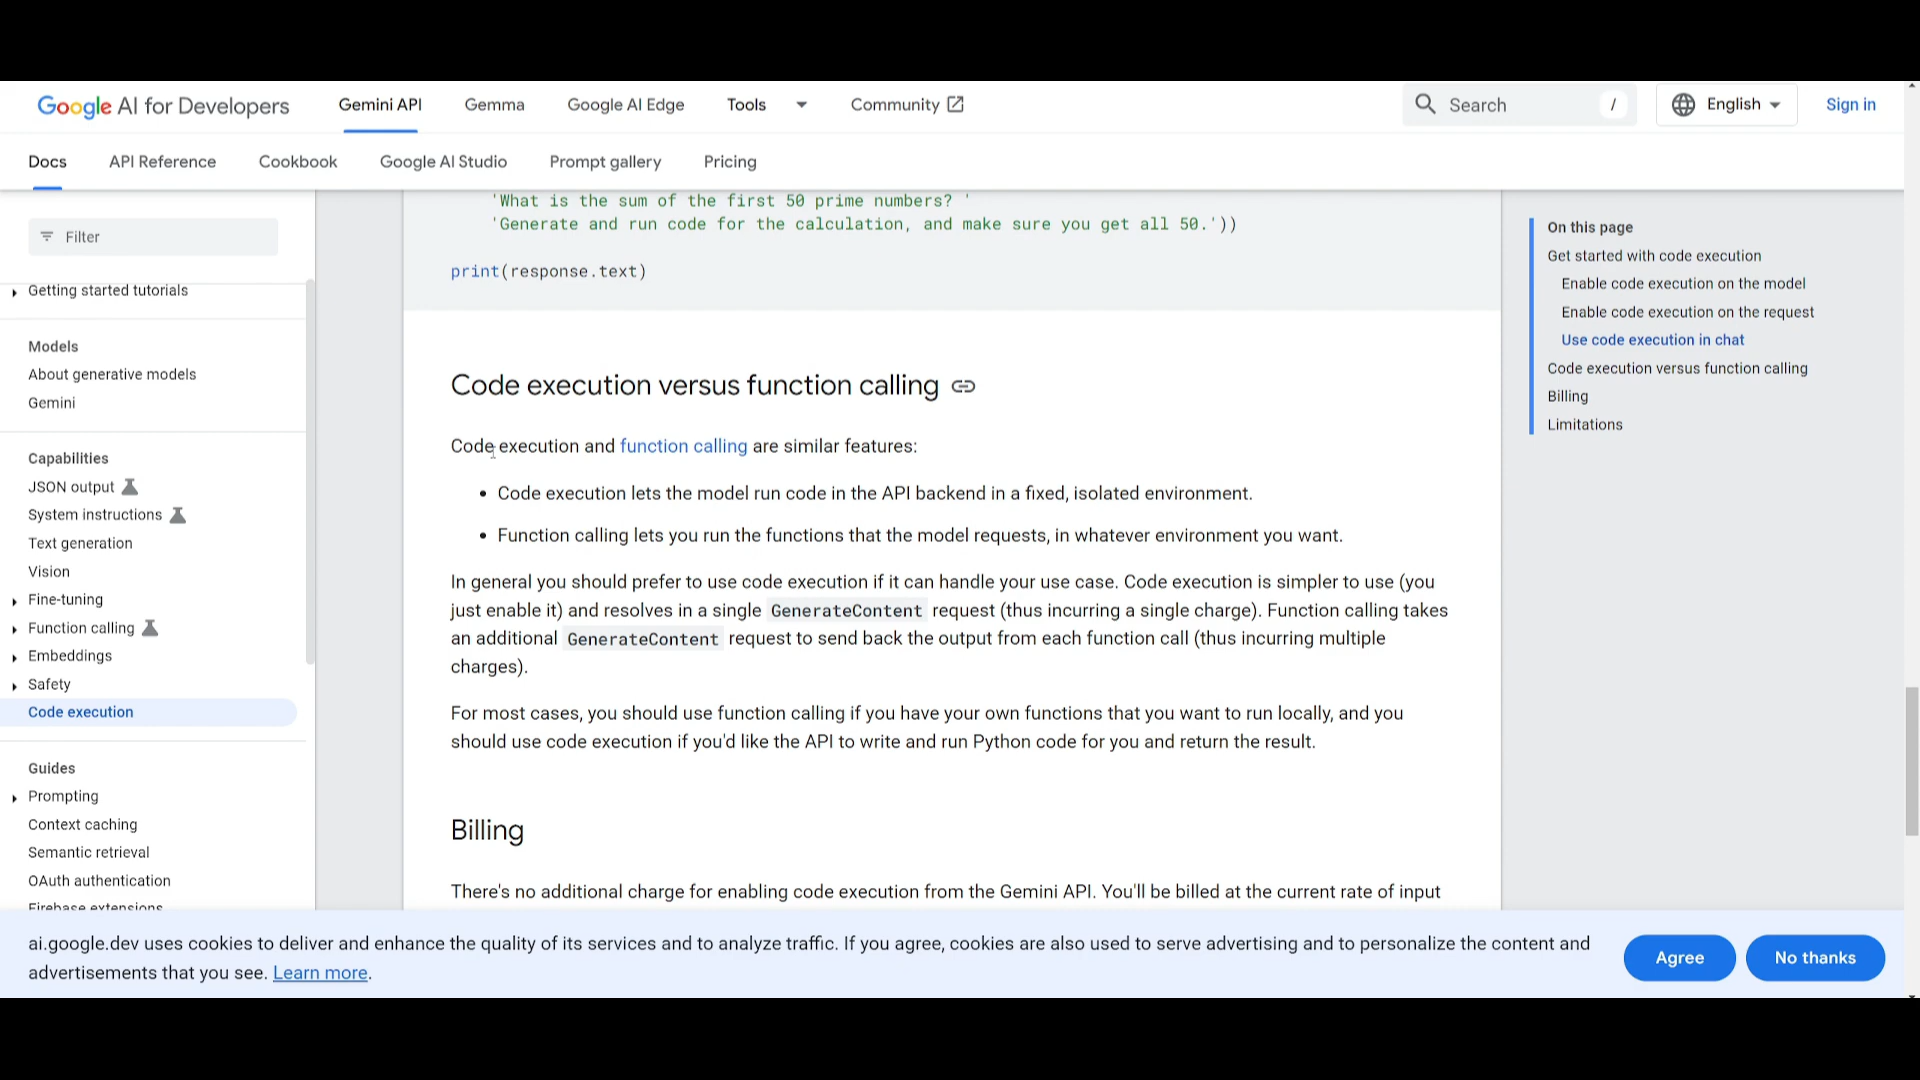 Google AI for Developers
Gemini API
Gemma
Google AI Edge
Tools
Community
Search
/
English
Sign in
Docs
API Reference
Cookbook
Google AI Studio
Prompt gallery
Pricing
Filter
Getting started tutorials
Models
About generative models
Gemini
Capabilities
JSON output
System instructions
Text generation
Vision
Fine-tuning
Function calling
Embeddings
Safety
Code execution
Guides
Prompting
Context caching
Semantic retrieval
OAuth authentication
Firebase extensions
'What is the sum of the first 50 prime numbers? '
'Generate and run code for the calculation, and make sure you get all 50.'))
print(response.text)
Code execution versus function calling
Code execution and function calling are similar features:
• Code execution lets the model run code in the API backend in a fixed, isolated environment.
• Function calling lets you run the functions that the model requests, in whatever environment you want.
In general you should prefer to use code execution if it can handle your use case. Code execution is simpler to use (you
just enable it) and resolves in a single GenerateContent request (thus incurring a single charge). Function calling takes
an additional GenerateContent request to send back the output from each function call (thus incurring multiple
charges).
For most cases, you should use function calling if you have your own functions that you want to run locally, and you
should use code execution if you'd like the API to write and run Python code for you and return the result.
Billing
There's no additional charge for enabling code execution from the Gemini API. You'll be billed at the current rate of input
On this page
Get started with code execution
Enable code execution on the model
Enable code execution on the request
Use code execution in chat
Code execution versus function calling
Billing
Limitations
ai.google.dev uses cookies to deliver and enhance the quality of its services and to analyze traffic. If you agree, cookies are also used to serve advertising and to personalize the content and
advertisements that you see. Learn more.
Agree
No thanks